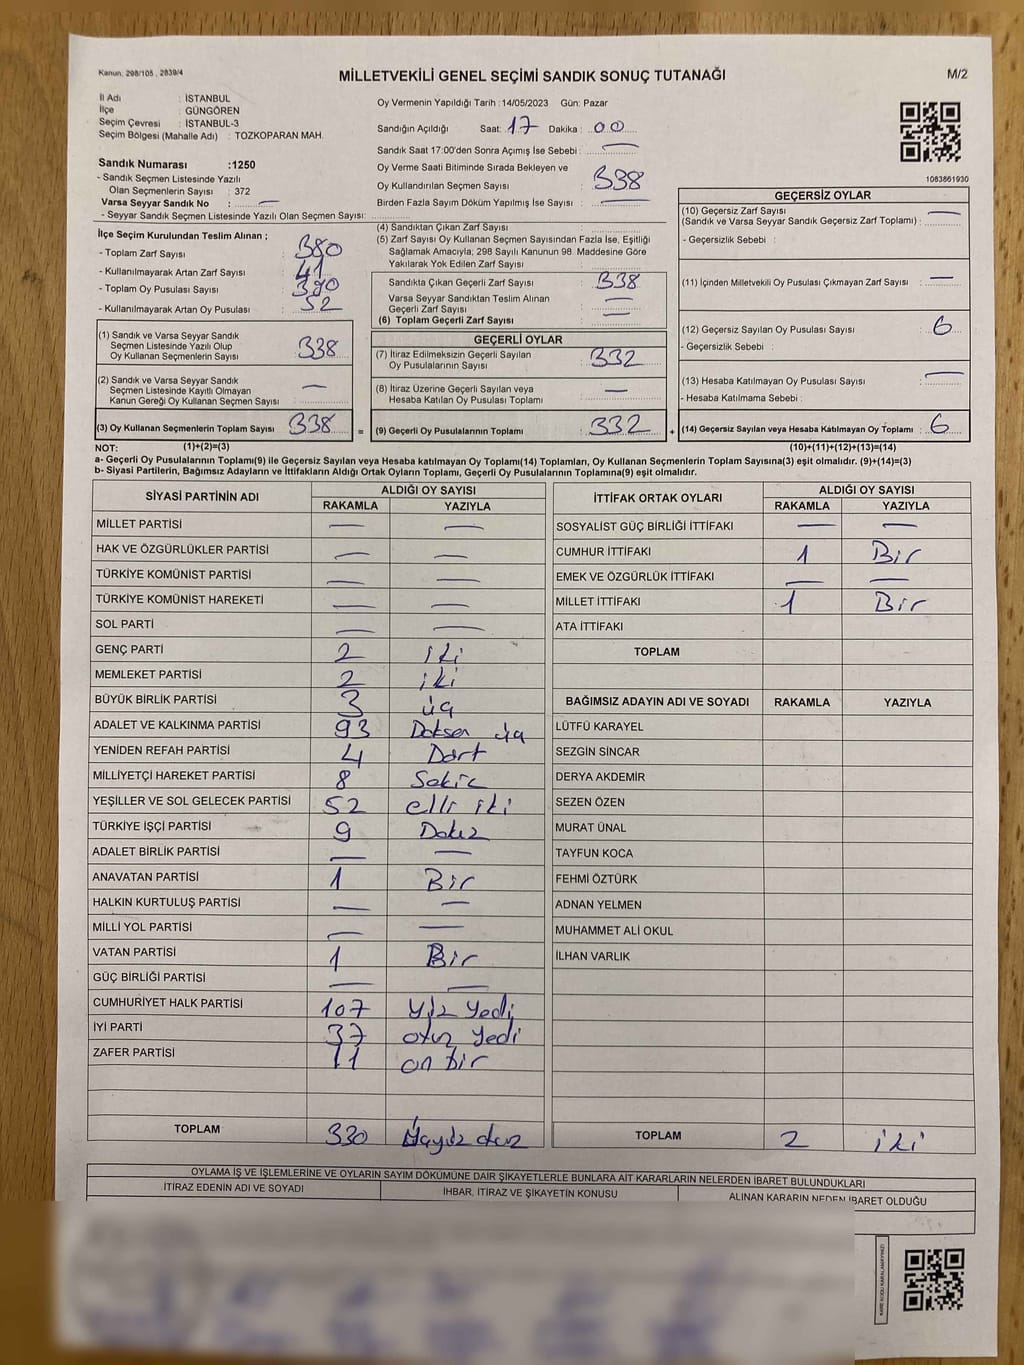 Kanun, 298/105 , 2839/4
MİLLETVEKİLİ GENEL SEÇİMİ SANDIK SONUÇ TUTANAĞI
M/2
İl Adı : İSTANBUL
İlçe : GÜNGÖREN
Seçim Çevresi : İSTANBUL-3
Seçim Bölgesi (Mahalle Adı) : TOZKOPARAN MAH.
Sandık Numarası :1250
- Sandık Seçmen Listesinde Yazılı
Olan Seçmenlerin Sayısı : 372
Varsa Seyyar Sandık No : —
- Seyyar Sandık Seçmen Listesinde Yazılı Olan Seçmen Sayısı:
Oy Vermenin Yapıldığı Tarih :14/05/2023 Gün: Pazar
Sandığın Açıldığı Saat: 17 Dakika : 00
Sandık Saat 17:00'den Sonra Açımış İse Sebebi : —
Oy Verme Saati Bitiminde Sırada Bekleyen ve
Oy Kullandırılan Seçmen Sayısı : 338
Birden Fazla Sayım Döküm Yapılmış İse Sayısı : —
1083861930
İlçe Seçim Kurulundan Teslim Alınan ;
- Toplam Zarf Sayısı : 380
- Kullanılmayarak Artan Zarf Sayısı : 41
- Toplam Oy Pusulası Sayısı : 390
- Kullanılmayarak Artan Oy Pusulası : 52
(4) Sandıktan Çıkan Zarf Sayısı :
(5) Zarf Sayısı Oy Kullanan Seçmen Sayısından Fazla İse, Eşitliği
Sağlamak Amacıyla; 298 Sayılı Kanunun 98. Maddesine Göre
Yakılarak Yok Edilen Zarf Sayısı :
Sandıkta Çıkan Geçerli Zarf Sayısı : 338
Varsa Seyyar Sandıktan Teslim Alınan
Geçerli Zarf Sayısı : —
(6) Toplam Geçerli Zarf Sayısı : —
GEÇERSİZ OYLAR
(10) Geçersiz Zarf Sayısı —
(Sandık ve Varsa Seyyar Sandık Geçersiz Zarf Toplamı) :
- Geçersizlik Sebebi :
(11) İçinden Milletvekili Oy Pusulası Çıkmayan Zarf Sayısı : —
(12) Geçersiz Sayılan Oy Pusulası Sayısı : 6
- Geçersizlik Sebebi :
(13) Hesaba Katılmayan Oy Pusulası Sayısı : —
- Hesaba Katılmama Sebebi :
(1) Sandık ve Varsa Seyyar Sandık
Seçmen Listesinde Yazılı Olup
Oy Kullanan Seçmenlerin Sayısı : 338
(2) Sandık ve Varsa Seyyar Sandık
Seçmen Listesinde Kayıtlı Olmayan
Kanun Gereği Oy Kullanan Seçmen Sayısı : —
GEÇERLİ OYLAR
(7) İtiraz Edilmeksizin Geçerli Sayılan
Oy Pusulalarının Sayısı : 332
(8) İtiraz Üzerine Geçerli Sayılan veya
Hesaba Katılan Oy Pusulası Toplamı : —
(3) Oy Kullanan Seçmenlerin Toplam Sayısı : 338 = (9) Geçerli Oy Pusulalarının Toplamı : 332 + (14) Geçersiz Sayılan veya Hesaba Katılmayan Oy Toplamı : 6
NOT: (1)+(2)=(3) (10)+(11)+(12)+(13)=(14)
a- Geçerli Oy Pusulalarının Toplamı(9) ile Geçersiz Sayılan veya Hesaba katılmayan Oy Toplamı(14) Toplamları, Oy Kullanan Seçmenlerin Toplam Sayısına(3) eşit olmalıdır. (9)+(14)=(3)
b- Siyasi Partilerin, Bağımsız Adayların ve İttifakların Aldığı Ortak Oyların Toplamı, Geçerli Oy Pusulalarının Toplamına(9) eşit olmalıdır.
SİYASİ PARTİNİN ADI ALDIĞI OY SAYISI
RAKAMLA YAZIYLA
MİLLET PARTİSİ — —
HAK VE ÖZGÜRLÜKLER PARTİSİ — —
TÜRKİYE KOMÜNİST PARTİSİ — —
TÜRKİYE KOMÜNİST HAREKETİ — —
SOL PARTİ — —
GENÇ PARTİ 2 iki
MEMLEKET PARTİSİ 2 iki
BÜYÜK BİRLİK PARTİSİ 3 üç
ADALET VE KALKINMA PARTİSİ 93 Doksan üç
YENİDEN REFAH PARTİSİ 4 Dört
MİLLİYETÇİ HAREKET PARTİSİ 8 Sekiz
YEŞİLLER VE SOL GELECEK PARTİSİ 52 elli iki
TÜRKİYE İŞÇİ PARTİSİ 9 Dokuz
ADALET BİRLİK PARTİSİ — —
ANAVATAN PARTİSİ 1 Bir
HALKIN KURTULUŞ PARTİSİ — —
MİLLİ YOL PARTİSİ — —
VATAN PARTİSİ 1 Bir
GÜÇ BİRLİĞİ PARTİSİ — —
CUMHURİYET HALK PARTİSİ 107 Yüz Yedi
İYİ PARTİ 37 otuz Yedi
ZAFER PARTİSİ 11 on bir
TOPLAM 330
İTTİFAK ORTAK OYLARI ALDIĞI OY SAYISI
RAKAMLA YAZIYLA
SOSYALİST GÜÇ BİRLİĞİ İTTİFAKI — —
CUMHUR İTTİFAKI 1 Bir
EMEK VE ÖZGÜRLÜK İTTİFAKI — —
MİLLET İTTİFAKI 1 Bir
ATA İTTİFAKI
TOPLAM
BAĞIMSIZ ADAYIN ADI VE SOYADI RAKAMLA YAZIYLA
LÜTFÜ KARAYEL
SEZGİN SİNCAR
DERYA AKDEMİR
SEZEN ÖZEN
MURAT ÜNAL
TAYFUN KOCA
FEHMİ ÖZTÜRK
ADNAN YELMEN
MUHAMMET ALİ OKUL
İLHAN VARLIK
TOPLAM 2 iki
OYLAMA İŞ VE İŞLEMLERİNE VE OYLARIN SAYIM DÖKÜMÜNE DAİR ŞİKAYETLERLE BUNLARA AİT KARARLARIN NELERDEN İBARET BULUNDUKLARI
İTİRAZ EDENİN ADI VE SOYADI İHBAR, İTİRAZ VE ŞİKAYETİN KONUSU ALINAN KARARIN NEDEN İBARET OLDUĞU